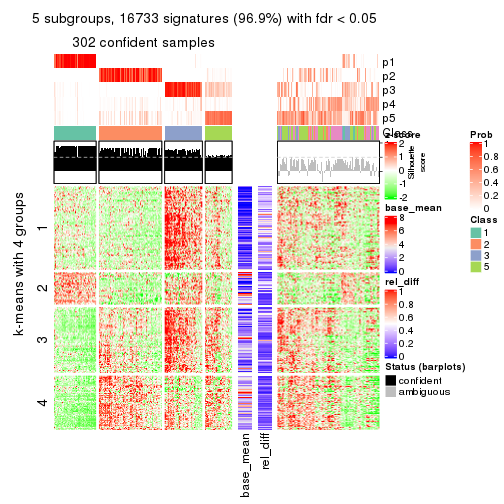 5 subgroups, 16733 signatures (96.9%) with fdr < 0.05
302 confident samples
p1
p2
p3
p4
p5
Class
z-score
2
1
0
-1
-2
Silhouette
score
Prob
1
0.8
0.6
0.4
0.2
0
base_mean
8
6
4
2
0
Class
1
2
3
5
rel_diff
1
0.8
0.6
0.4
0.2
0
Status (barplots)
confident
ambiguous
k-means with 4 groups
1
2
3
4
base_mean
rel_diff